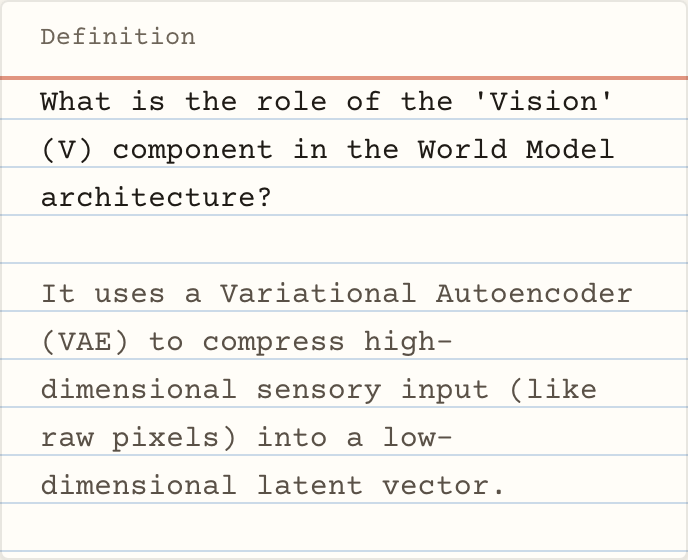 Definition
What is the role of the 'Vision'
(V) component in the World Model
architecture?
It uses a Variational Autoencoder
(VAE) to compress high-
dimensional sensory input (like
raw pixels) into a low-
dimensional latent vector.